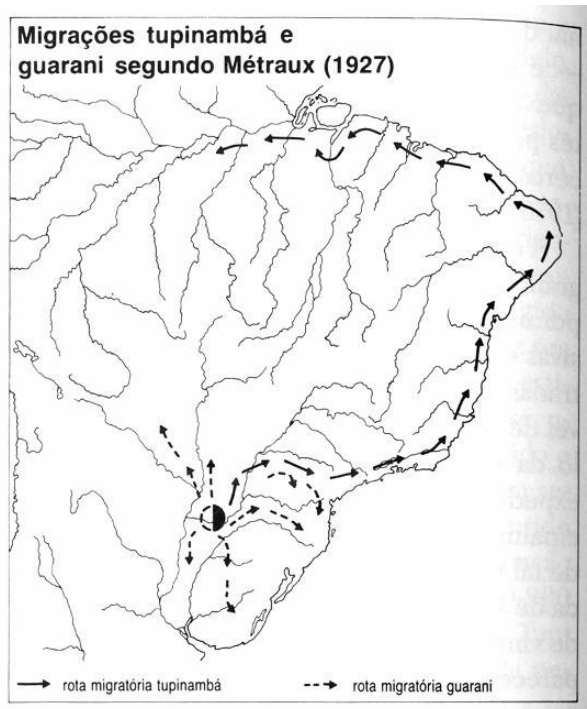 Migrações tupinambá e
guarani segundo Métraux (1927)
rota migratória tupinambá
rota migratória guarani